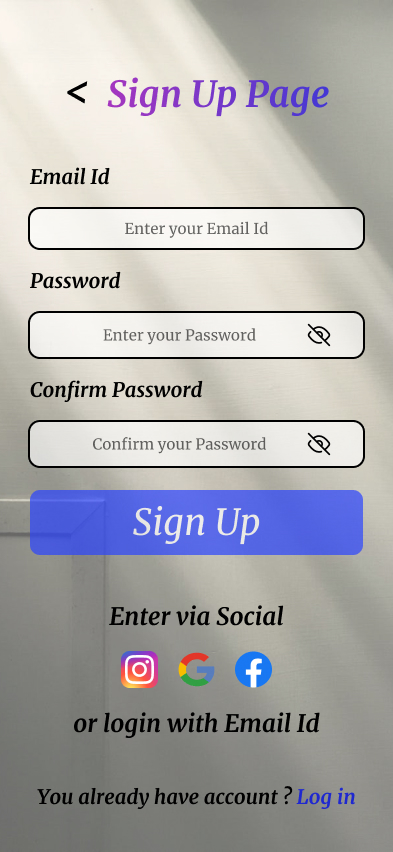 < Sign Up Page
Email Id
Enter your Email Id
Password
Enter your Password
Confirm Password
Confirm your Password
Sign Up
Enter via Social
or login with Email Id
You already have account ? Log in